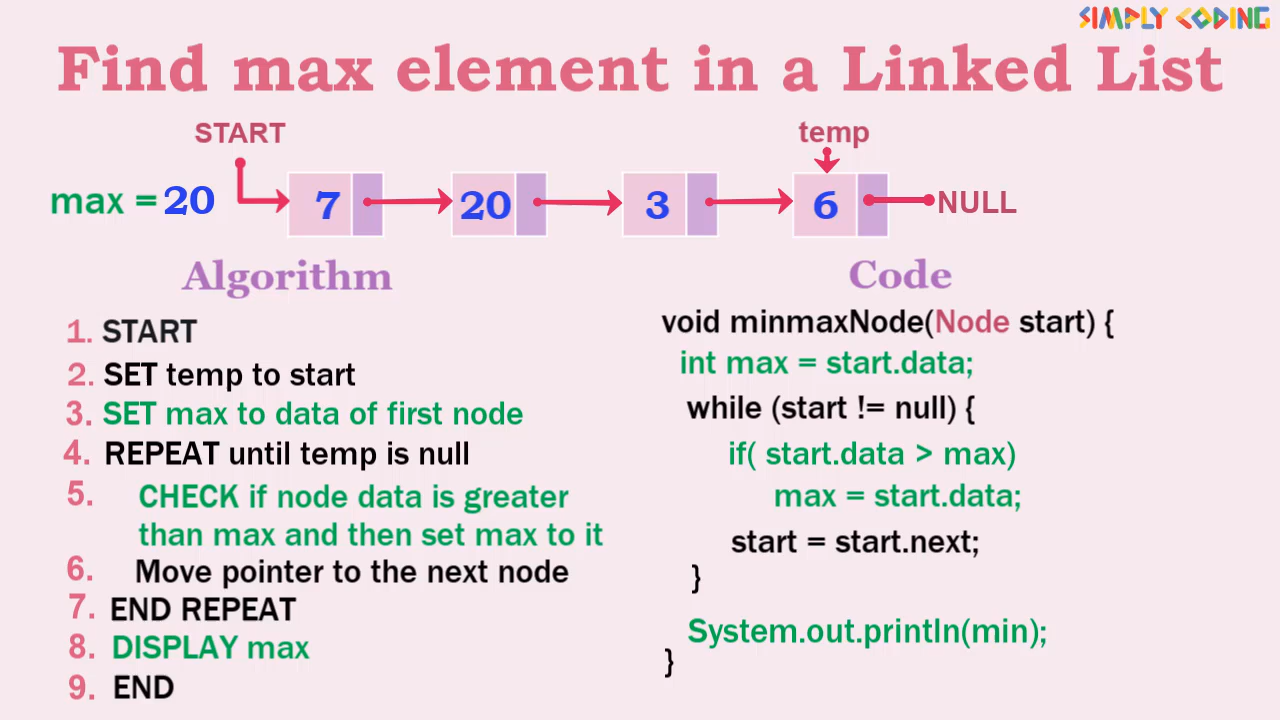 SIMPLY CODING
Find max element in a Linked List
START
temp
max = 20
7
20
3
6
NULL
Algorithm
1. START
2. SET temp to start
3. SET max to data of first node
4. REPEAT until temp is null
5. CHECK if node data is greater
than max and then set max to it
6. Move pointer to the next node
7. END REPEAT
8. DISPLAY max
9. END
Code
void minmaxNode(Node start) {
int max = start.data;
while (start != null) {
if( start.data > max)
max = start.data;
start = start.next;
}
System.out.println(min);
}